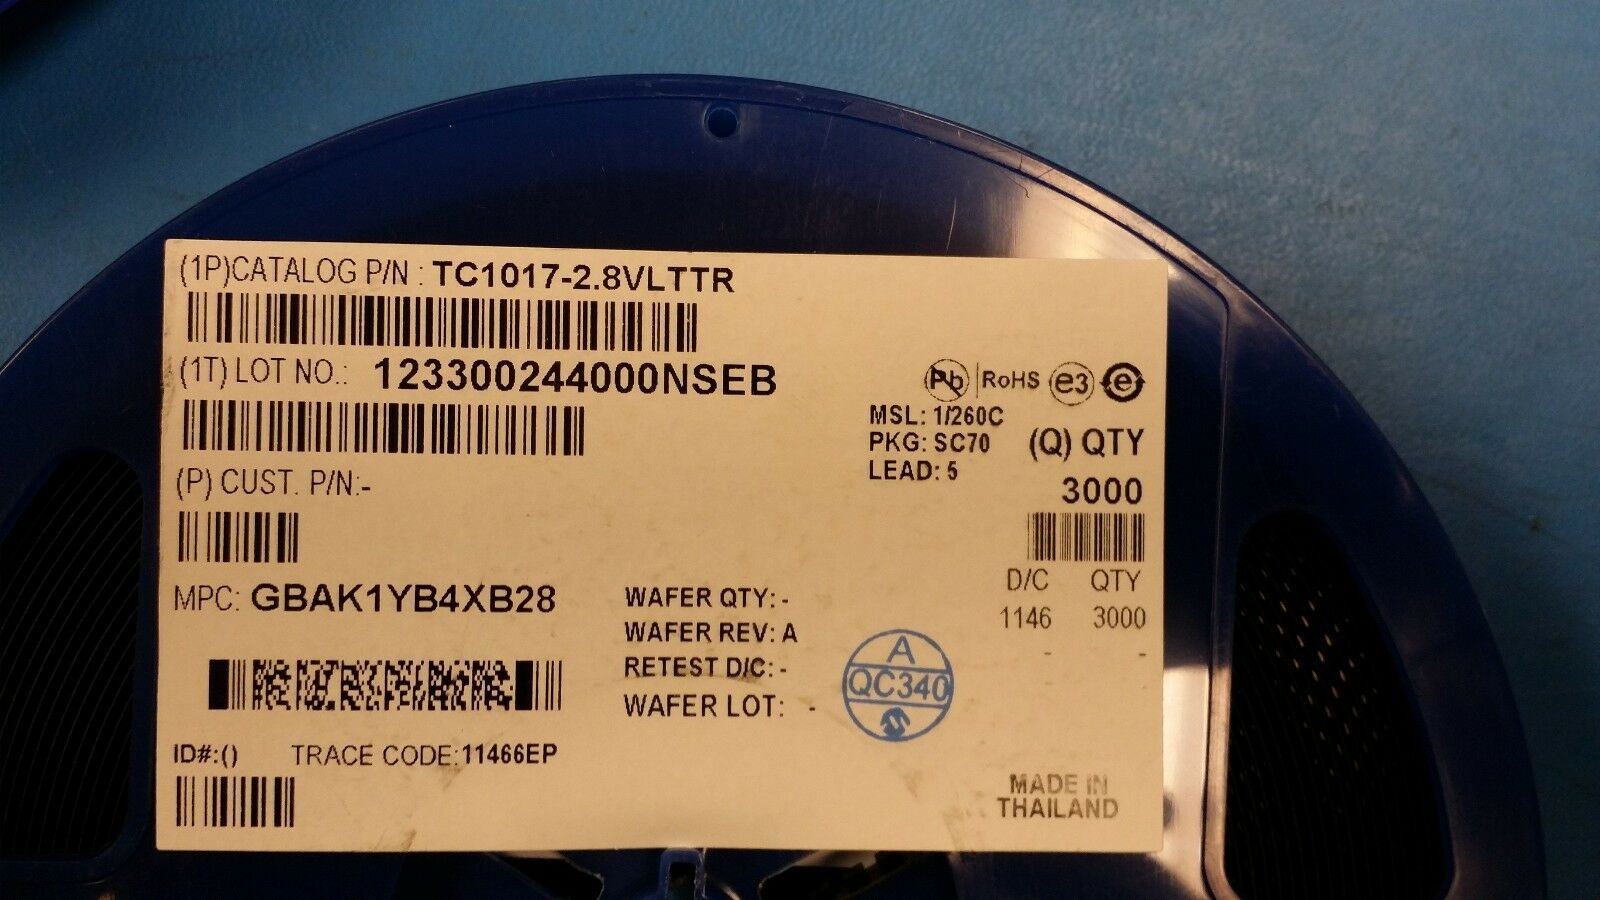 (1P)CATALOG P/N : TC1017-2.8VLTTR
(1T) LOT NO.: 123300244000NSEB
Pb RoHS e3 e
MSL: 1/260C
PKG: SC70
LEAD: 5
(Q) QTY
3000
(P) CUST. P/N:-
D/C QTY
1146 3000
- -
MPC: GBAK1YB4XB28
WAFER QTY: -
WAFER REV: A
RETEST D/C: -
WAFER LOT: -
A
QC340
ID#:() TRACE CODE:11466EP
MADE IN
THAILAND